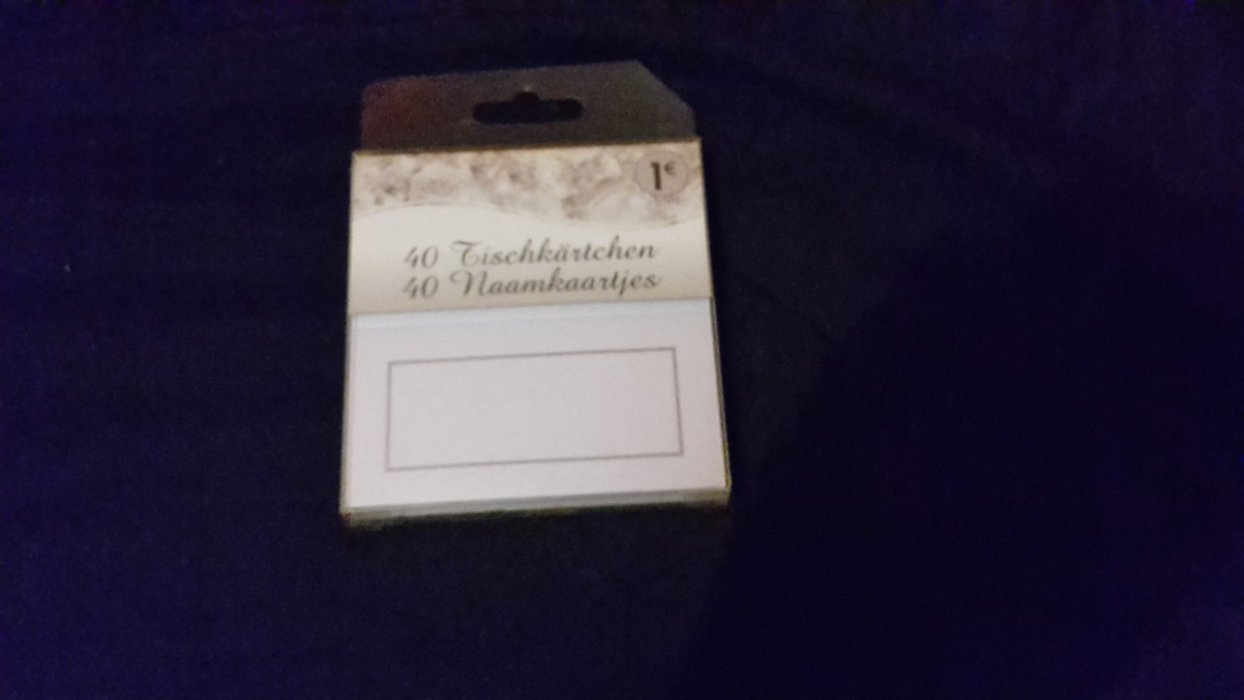 1€
40 Tischkärtchen
40 Naamkaartjes